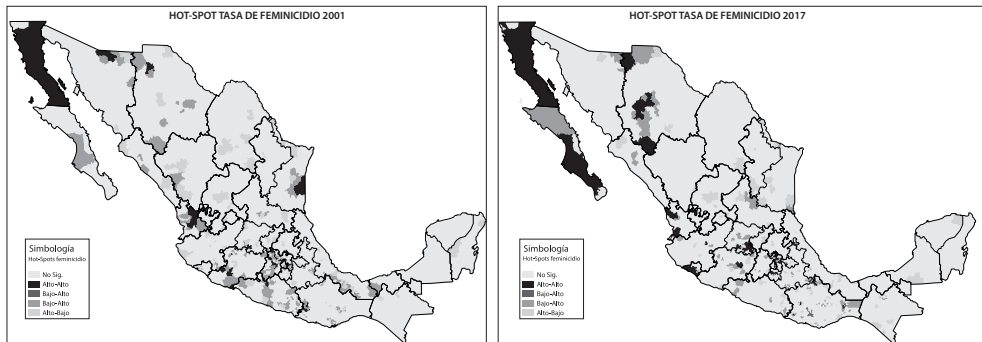 HOT-SPOT TASA DE FEMINICIDIO 2001
Simbología
Hot-Spots feminicidio
No Sig.
Alto-Alto
Bajo-Alto
Bajo-Alto
Alto-Bajo
HOT-SPOT TASA DE FEMINICIDIO 2017
Simbología
Hot-Spots feminicidio
No Sig.
Alto-Alto
Bajo-Alto
Bajo-Alto
Alto-Bajo